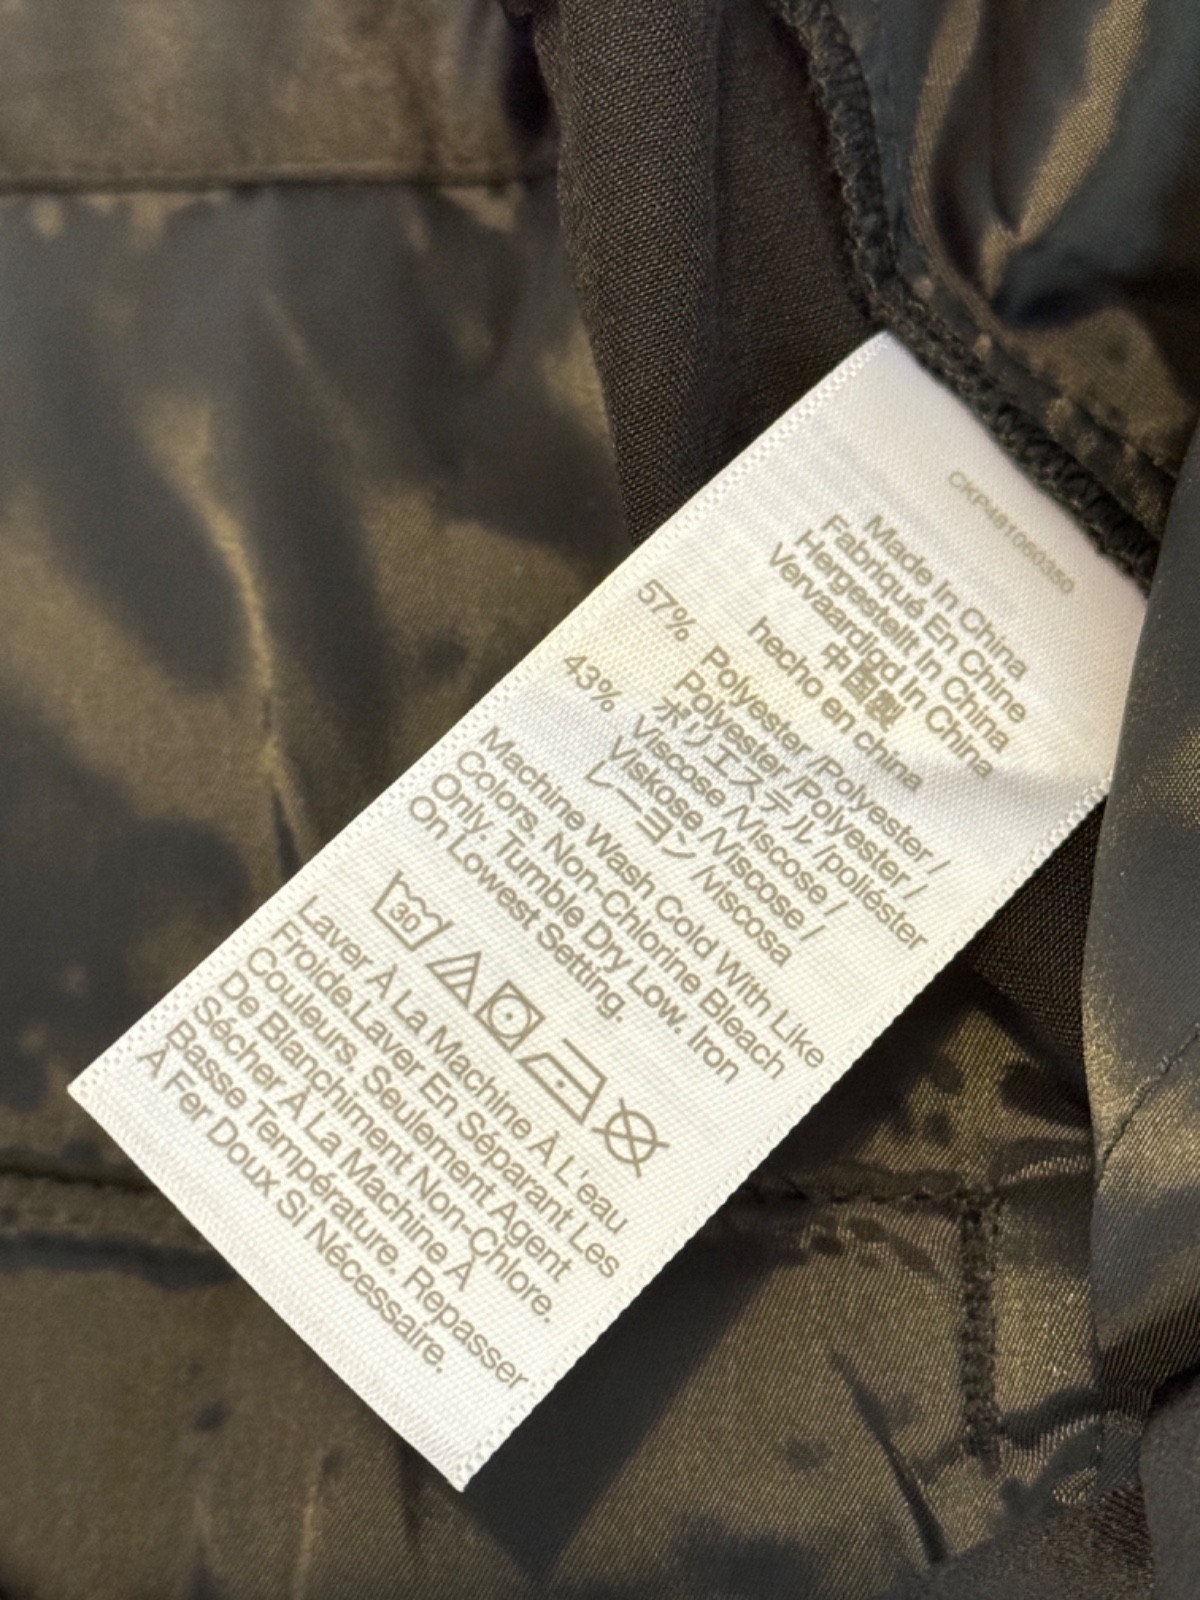 CKP481060350
Made In China
Fabriqué En Chine
Hergestellt In China
Vervaardigd In China
中国製
hecho en china
57% Polyester /Polyester /
Polyester /Polyester /
ポリエステル /poliéster
43% Viscose /Viscose /
Viskose /Viscose /
レーヨン /viscosa
Machine Wash Cold With Like
Colors. Non-Chlorine Bleach
Only. Tumble Dry Low. Iron
On Lowest Setting.
30
Laver À La Machine À L'eau
Froide.Laver En Séparant Les
Couleurs. Seulement Agent
De Blanchiment Non-Chlore.
Sécher À La Machine À
Basse Température. Repasser
À Fer Doux Si Nécessaire.